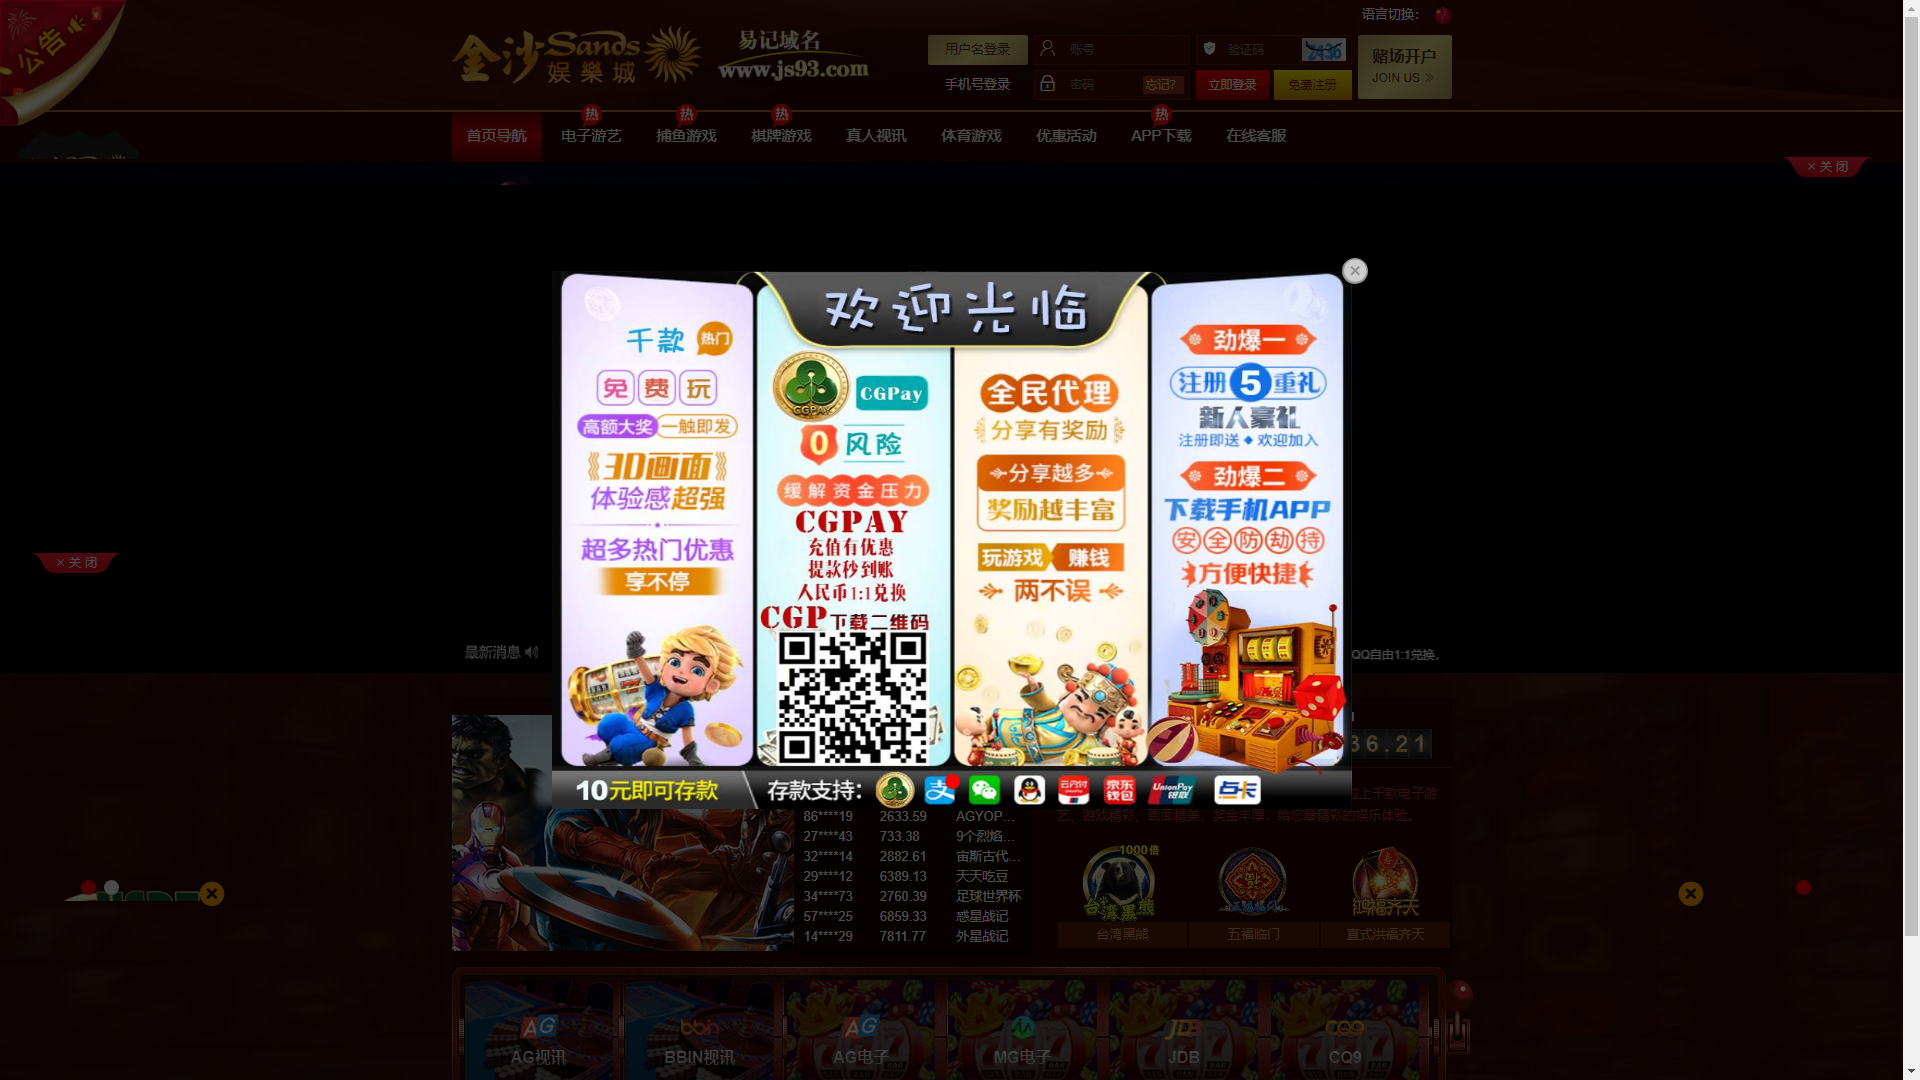 公告
金沙Sands
娱樂城
易记域名
www.js93.com
语言切换：
用户名登录
账号
验证码
2436
赌场开户
JOIN US
手机号登录
密码
忘记?
立即登录
免费注册
首页导航
热
电子游艺
热
捕鱼游戏
热
棋牌游戏
真人视讯
体育游戏
优惠活动
热
APP下载
在线客服
× 关 闭
× 关 闭
欢迎光临
千款 热门
免费玩
高额大奖 一触即发
3D画面
体验感超强
超多热门优惠
享不停
CGPAY
CGPay
0 风险
缓解资金压力
CGPAY
充值有优惠
提款秒到账
人民币1:1兑换
CGP下载二维码
全民代理
分享有奖励
分享越多
奖励越丰富
玩游戏 赚钱
两不误
劲爆一
注册5重礼
新人豪礼
注册即送◆欢迎加入
劲爆二
下载手机APP
安全防劫持
方便快捷
10元即可存款
存款支持：
支
云闪付
京东钱包
UnionPay
银联
点卡
最新消息
QQ自由1:1兑换。
36.21
过上千款电子游
艺、游戏精彩、画面精美、奖金丰厚，给您最精彩的娱乐体验。
86****19 2633.59 AGYOP...
27****43 733.38 9个烈焰...
32****14 2882.61 宙斯古代...
29****12 6389.13 天天吃豆
34****73 2760.39 足球世界杯
57****25 6859.33 惑星战记
14****29 7811.77 外星战记
1000倍
台湾黑熊
五福临门
鸿福齐天
台湾黑熊
五福临门
直式洪福齐天
AG
AG视讯
bbin
BBIN视讯
AG
AG电子
MG电子
JDB
JDB
CQ9
CQ9